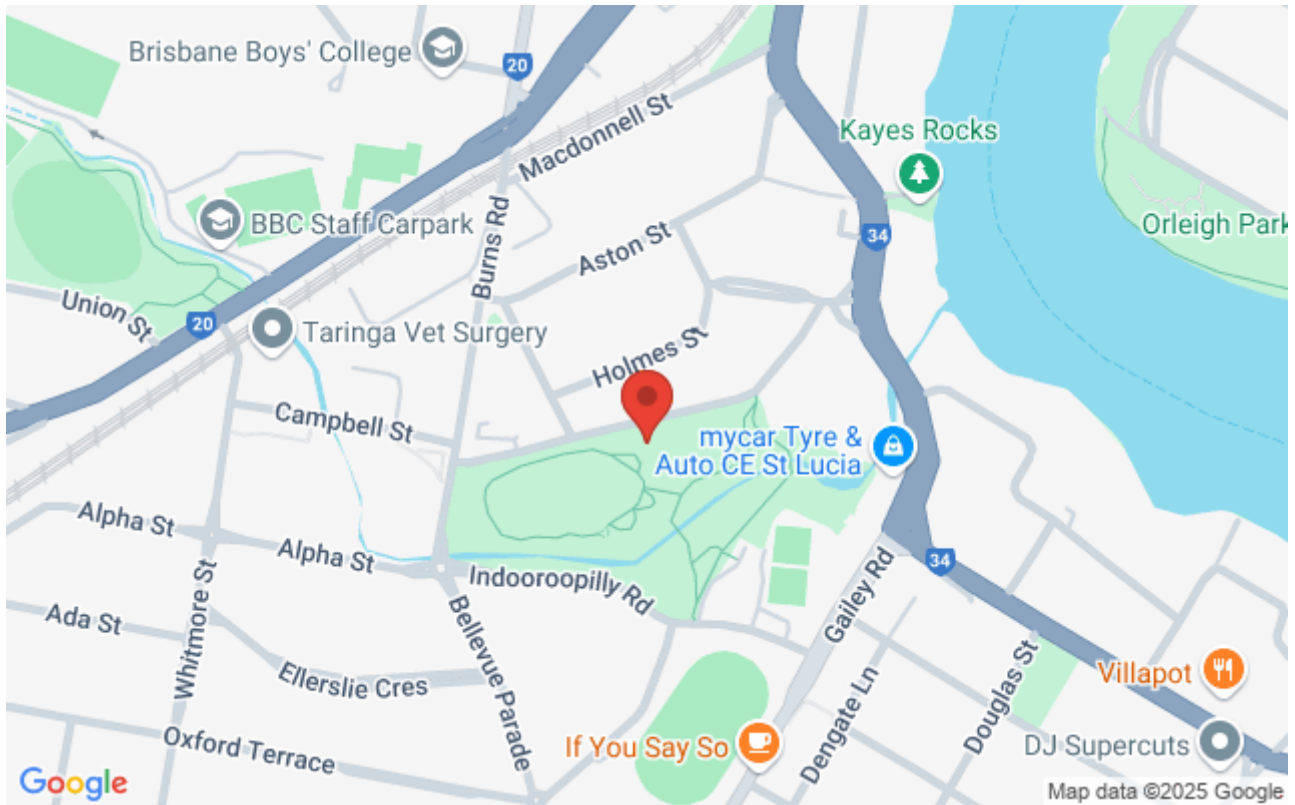 Brisbane Boys' College
20
Macdonnell St
Kayes Rocks
BBC Staff Carpark
Orleigh Park
Burns Rd
Aston St
34
Union St
20
Taringa Vet Surgery
Holmes St
Campbell St
mycar Tyre &
Auto CE St Lucia
Alpha St
Alpha St
Indooroopilly Rd
34
Gailey Rd
Ada St
Whitmore St
Bellevue Parade
Ellerslie Cres
Douglas St
Villapot
Dengate Ln
Oxford Terrace
If You Say So
DJ Supercuts
Google
Map data ©2025 Google